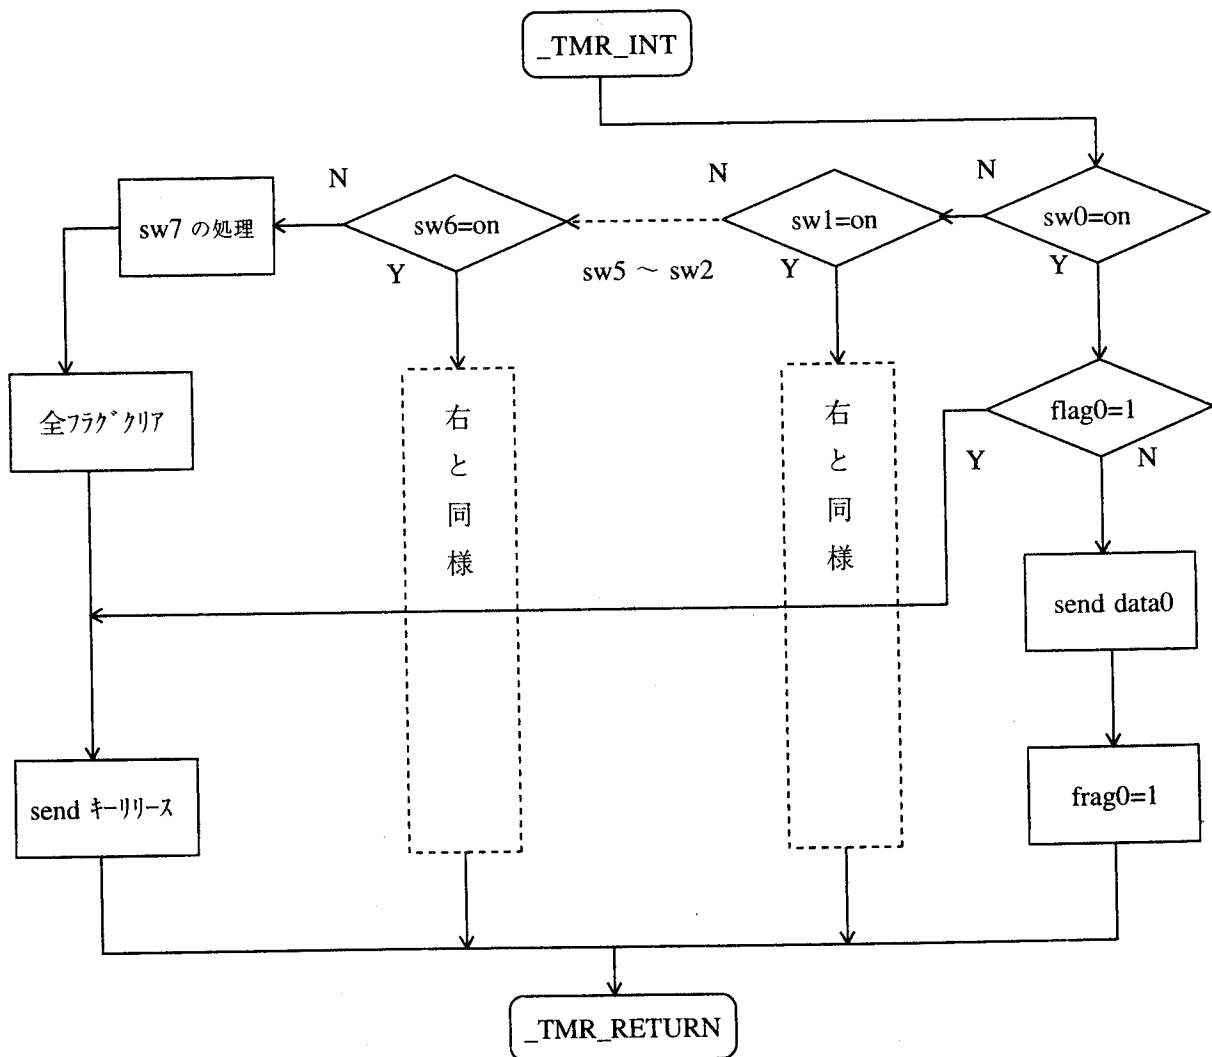 _TMR_INT
N
N
N
sw7 の処理
sw6=on
sw1=on
sw0=on
Y
sw5 ～ sw2
Y
Y
全ﾌﾗｸﾞｸﾘｱ
右と同様
右と同様
flag0=1
Y
N
send data0
send ｷｰﾘﾘｰｽ
frag0=1
_TMR_RETURN